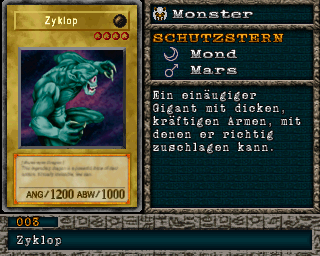 Zyklop
ANG/1200 ABW/1000
Monster
SCHUTZSTERN
Mond
Mars
Ein einäugiger
Gigant mit dicken,
kräftigen Armen, mit
denen er richtig
zuschlagen kann.
003
Zyklop